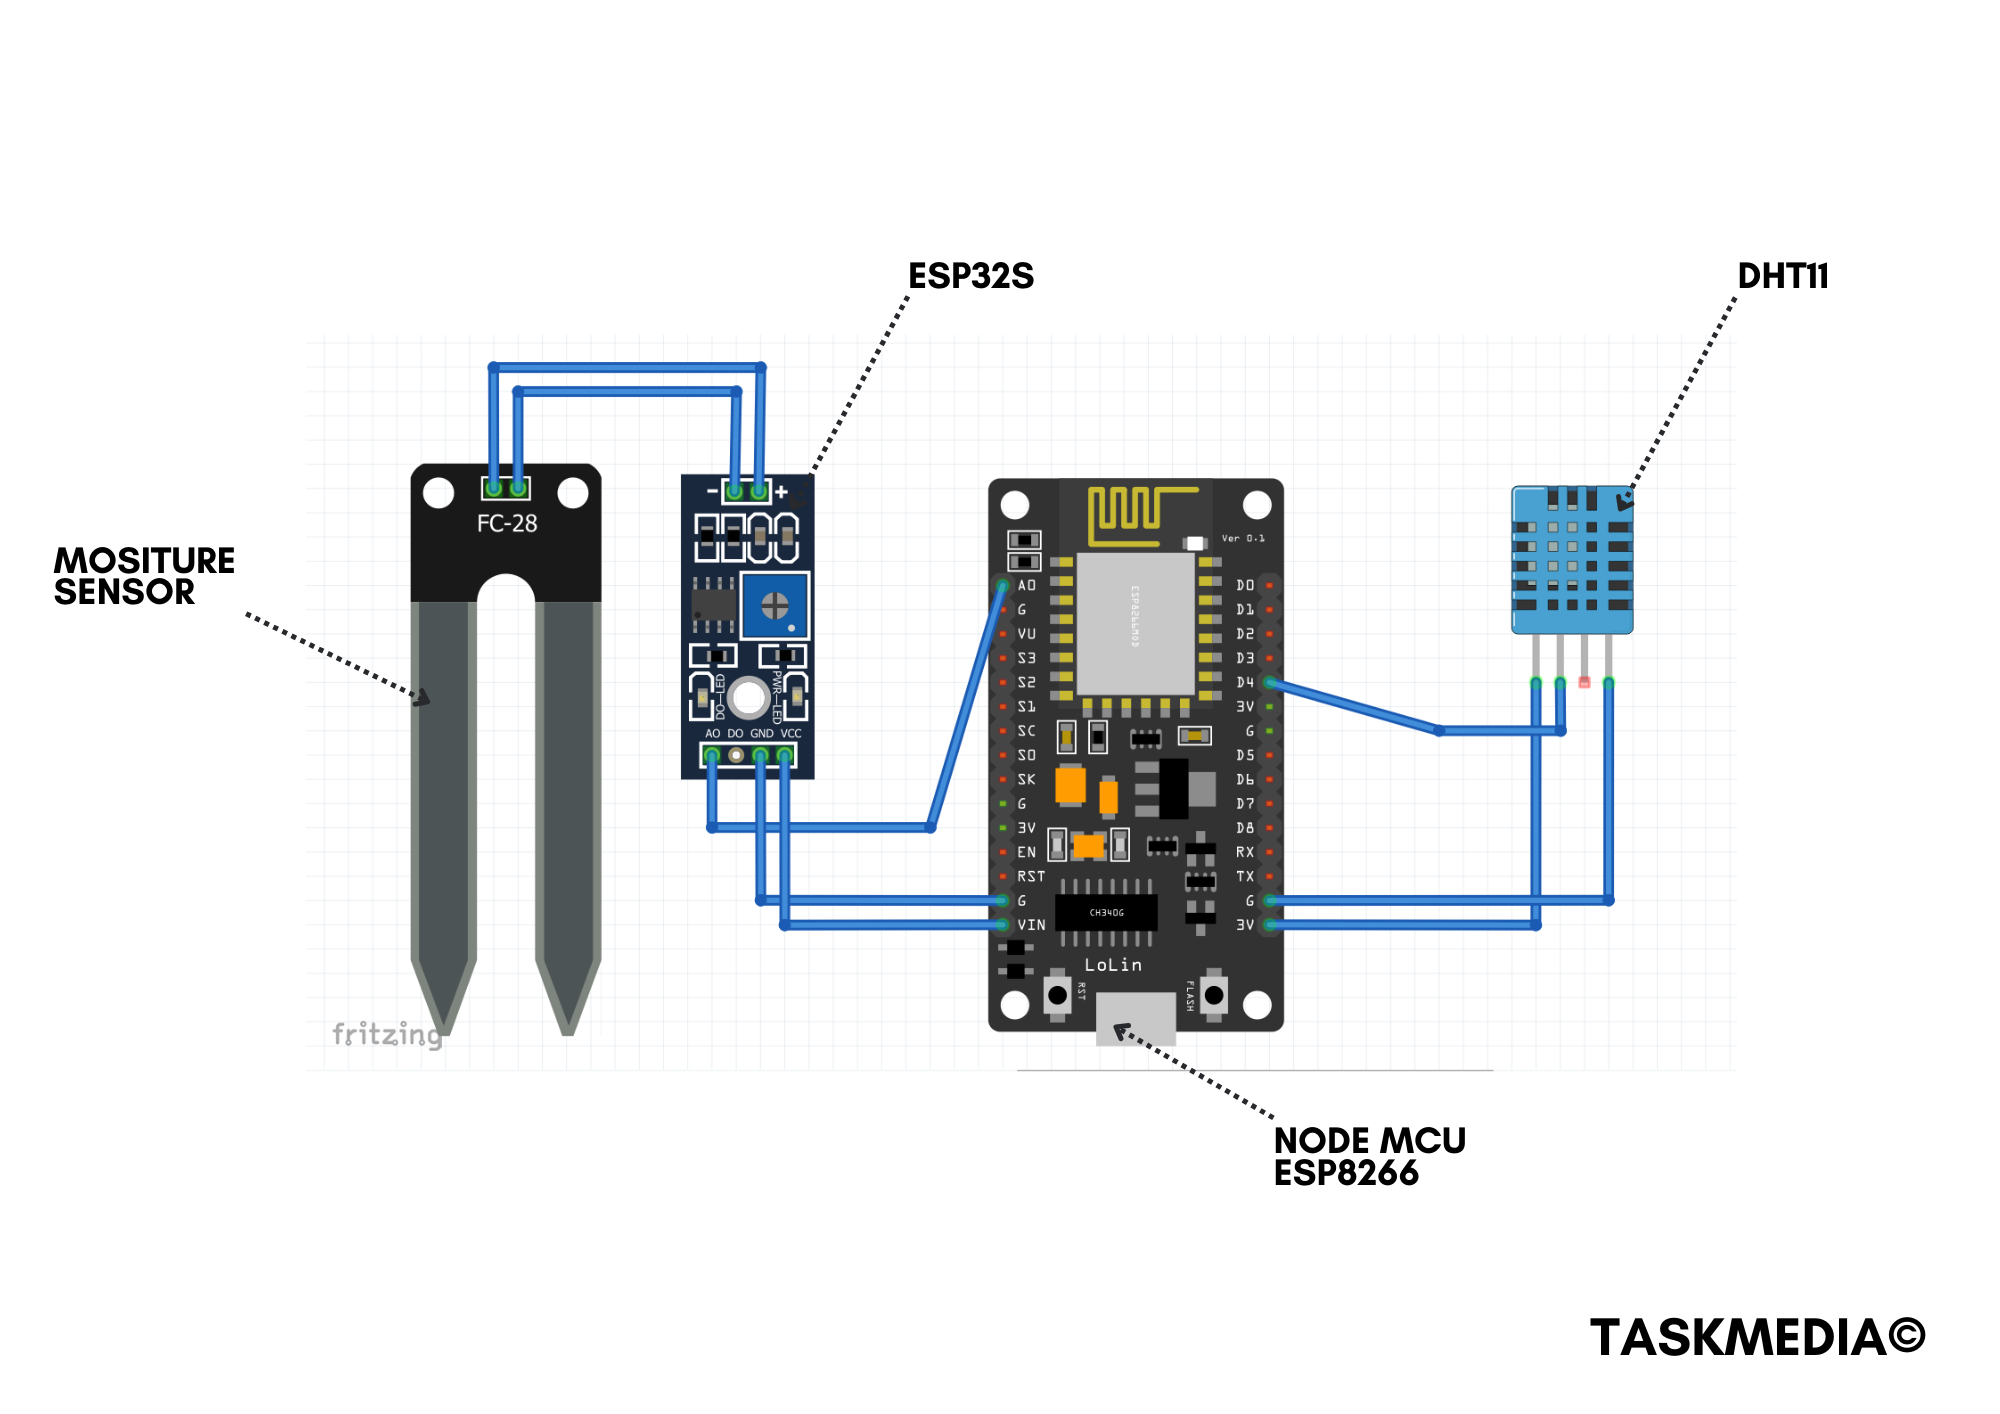 ESP32S
DHT11
MOSITURE
SENSOR
FC-28
- +
DO-LED
PWR-LED
AO DO GND VCC
Ver 0.1
ESP8266MOD
A0
G
VU
S3
S2
S1
SC
S0
SK
G
3V
EN
RST
G
VIN
D0
D1
D2
D3
D4
3V
G
D5
D6
D7
D8
RX
TX
G
3V
CH340G
LoLin
RST
FLASH
fritzing
NODE MCU
ESP8266
TASKMEDIA©